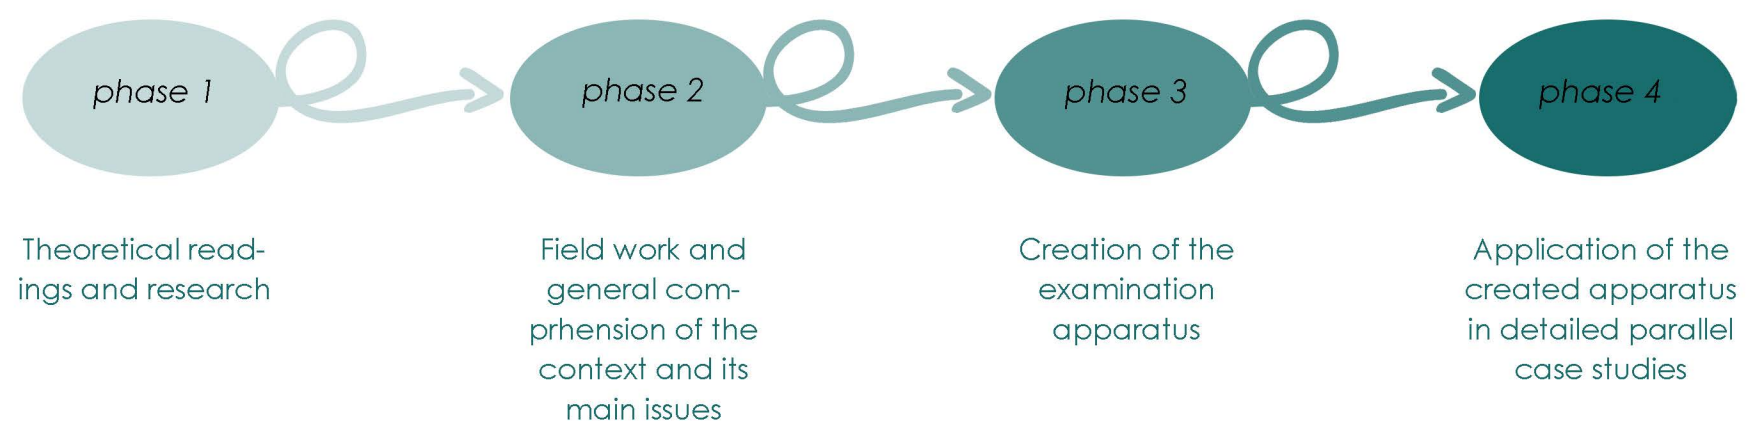 phase 1
phase 2
phase 3
phase 4
Theoretical read-
ings and research
Field work and
general com-
prhension of the
context and its
main issues
Creation of the
examination
apparatus
Application of the
created apparatus
in detailed parallel
case studies